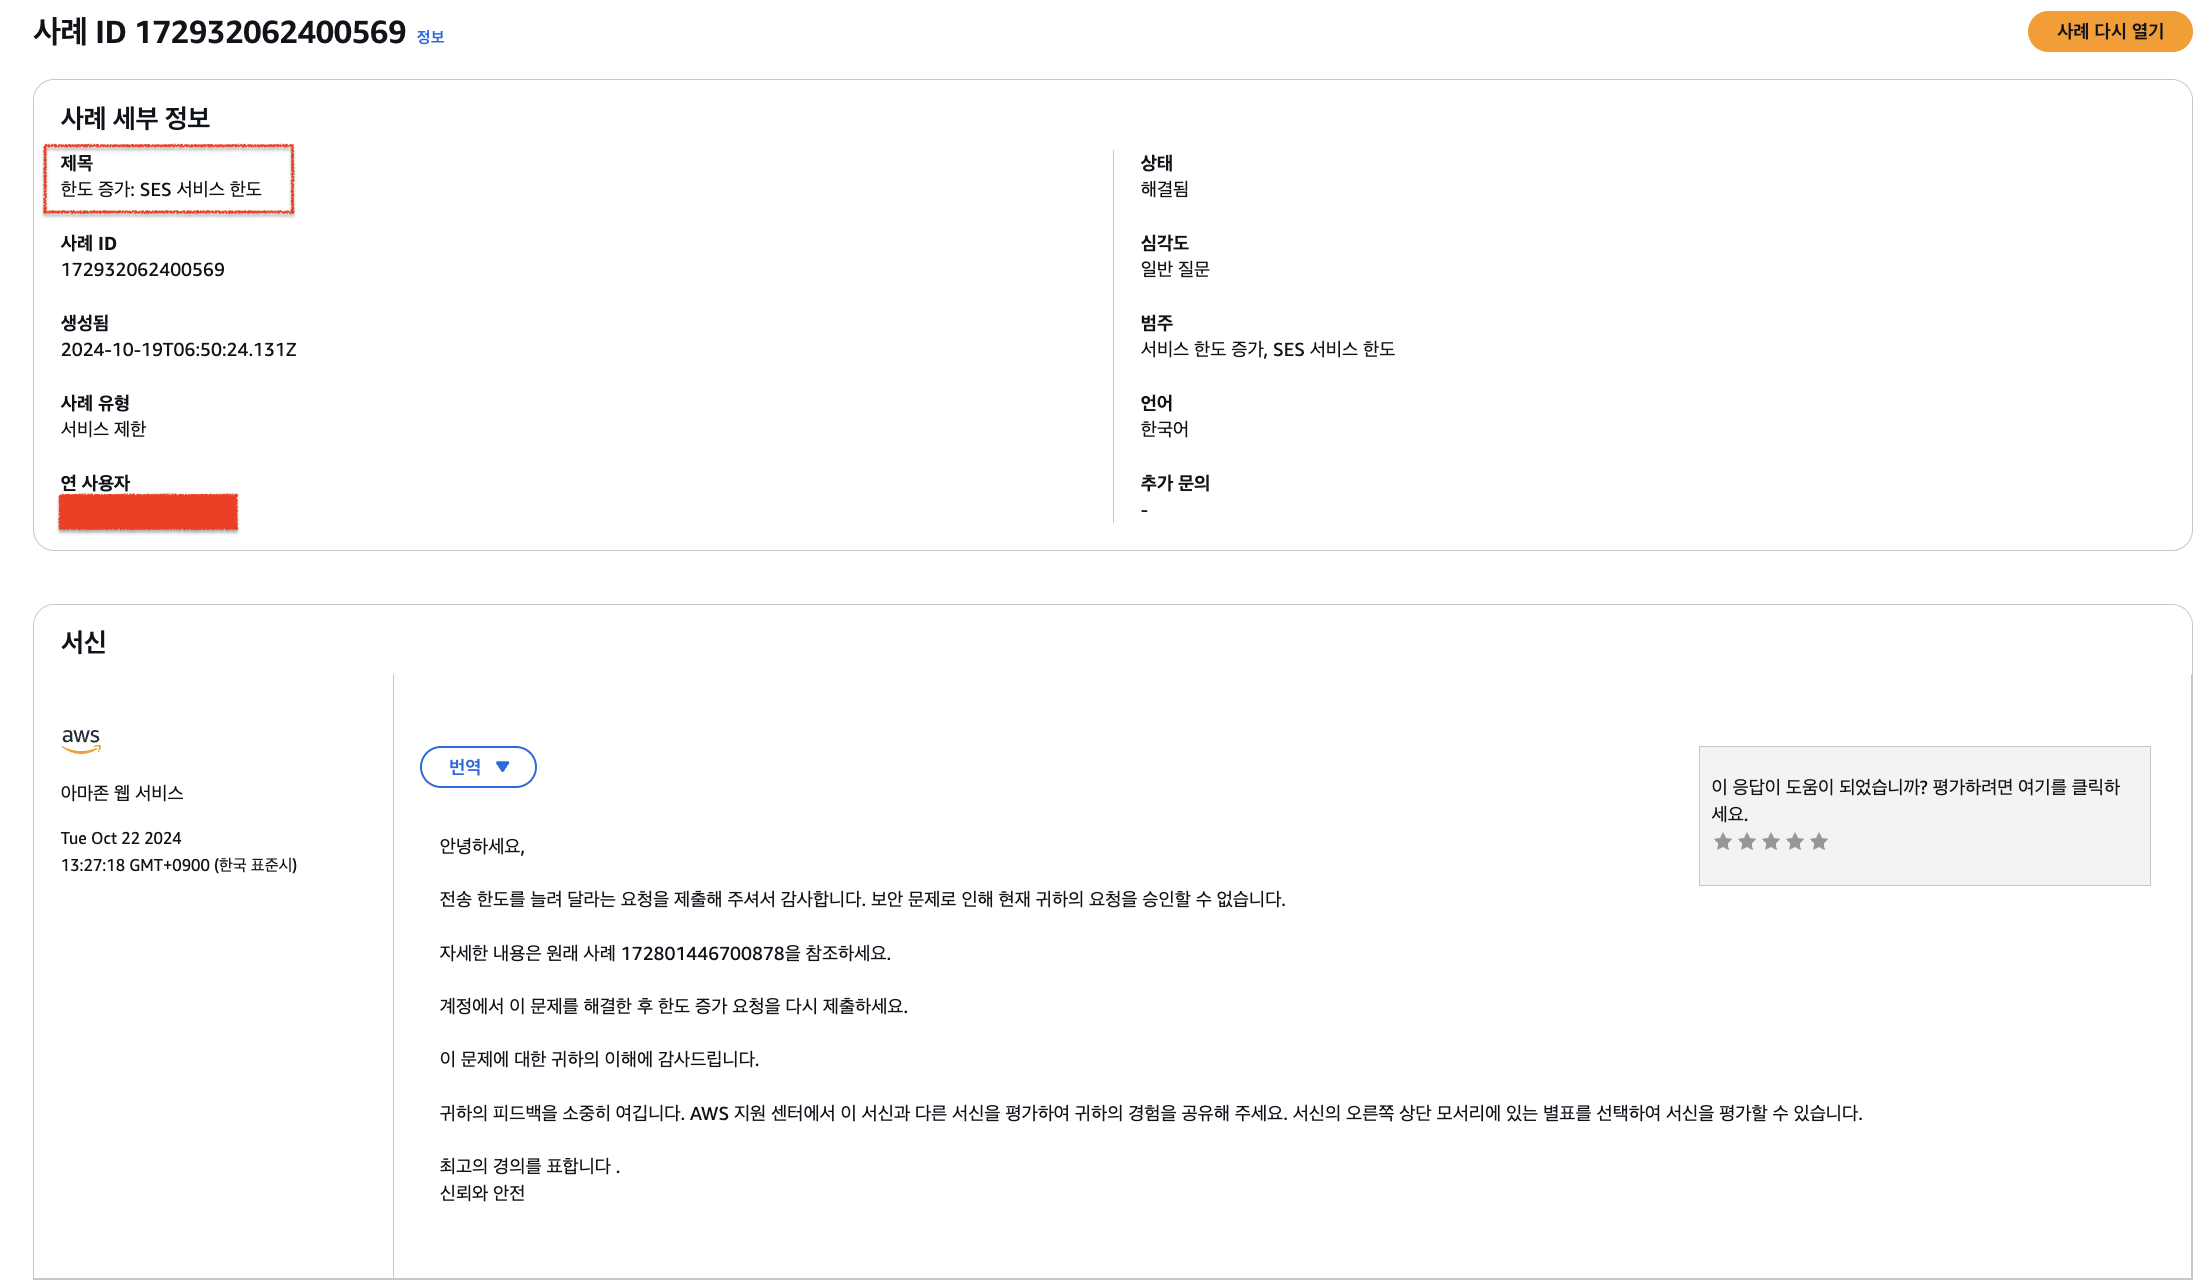 사례 ID 172932062400569 정보
사례 다시 열기
사례 세부 정보
제목
한도 증가: SES 서비스 한도
사례 ID
172932062400569
생성됨
2024-10-19T06:50:24.131Z
사례 유형
서비스 제한
연 사용자
상태
해결됨
심각도
일반 질문
범주
서비스 한도 증가, SES 서비스 한도
언어
한국어
추가 문의
-
서신
aws
아마존 웹 서비스
Tue Oct 22 2024
13:27:18 GMT+0900 (한국 표준시)
번역
이 응답이 도움이 되었습니까? 평가하려면 여기를 클릭하
세요.
안녕하세요,
전송 한도를 늘려 달라는 요청을 제출해 주셔서 감사합니다. 보안 문제로 인해 현재 귀하의 요청을 승인할 수 없습니다.
자세한 내용은 원래 사례 172801446700878을 참조하세요.
계정에서 이 문제를 해결한 후 한도 증가 요청을 다시 제출하세요.
이 문제에 대한 귀하의 이해에 감사드립니다.
귀하의 피드백을 소중히 여깁니다. AWS 지원 센터에서 이 서신과 다른 서신을 평가하여 귀하의 경험을 공유해 주세요. 서신의 오른쪽 상단 모서리에 있는 별표를 선택하여 서신을 평가할 수 있습니다.
최고의 경의를 표합니다 .
신뢰와 안전